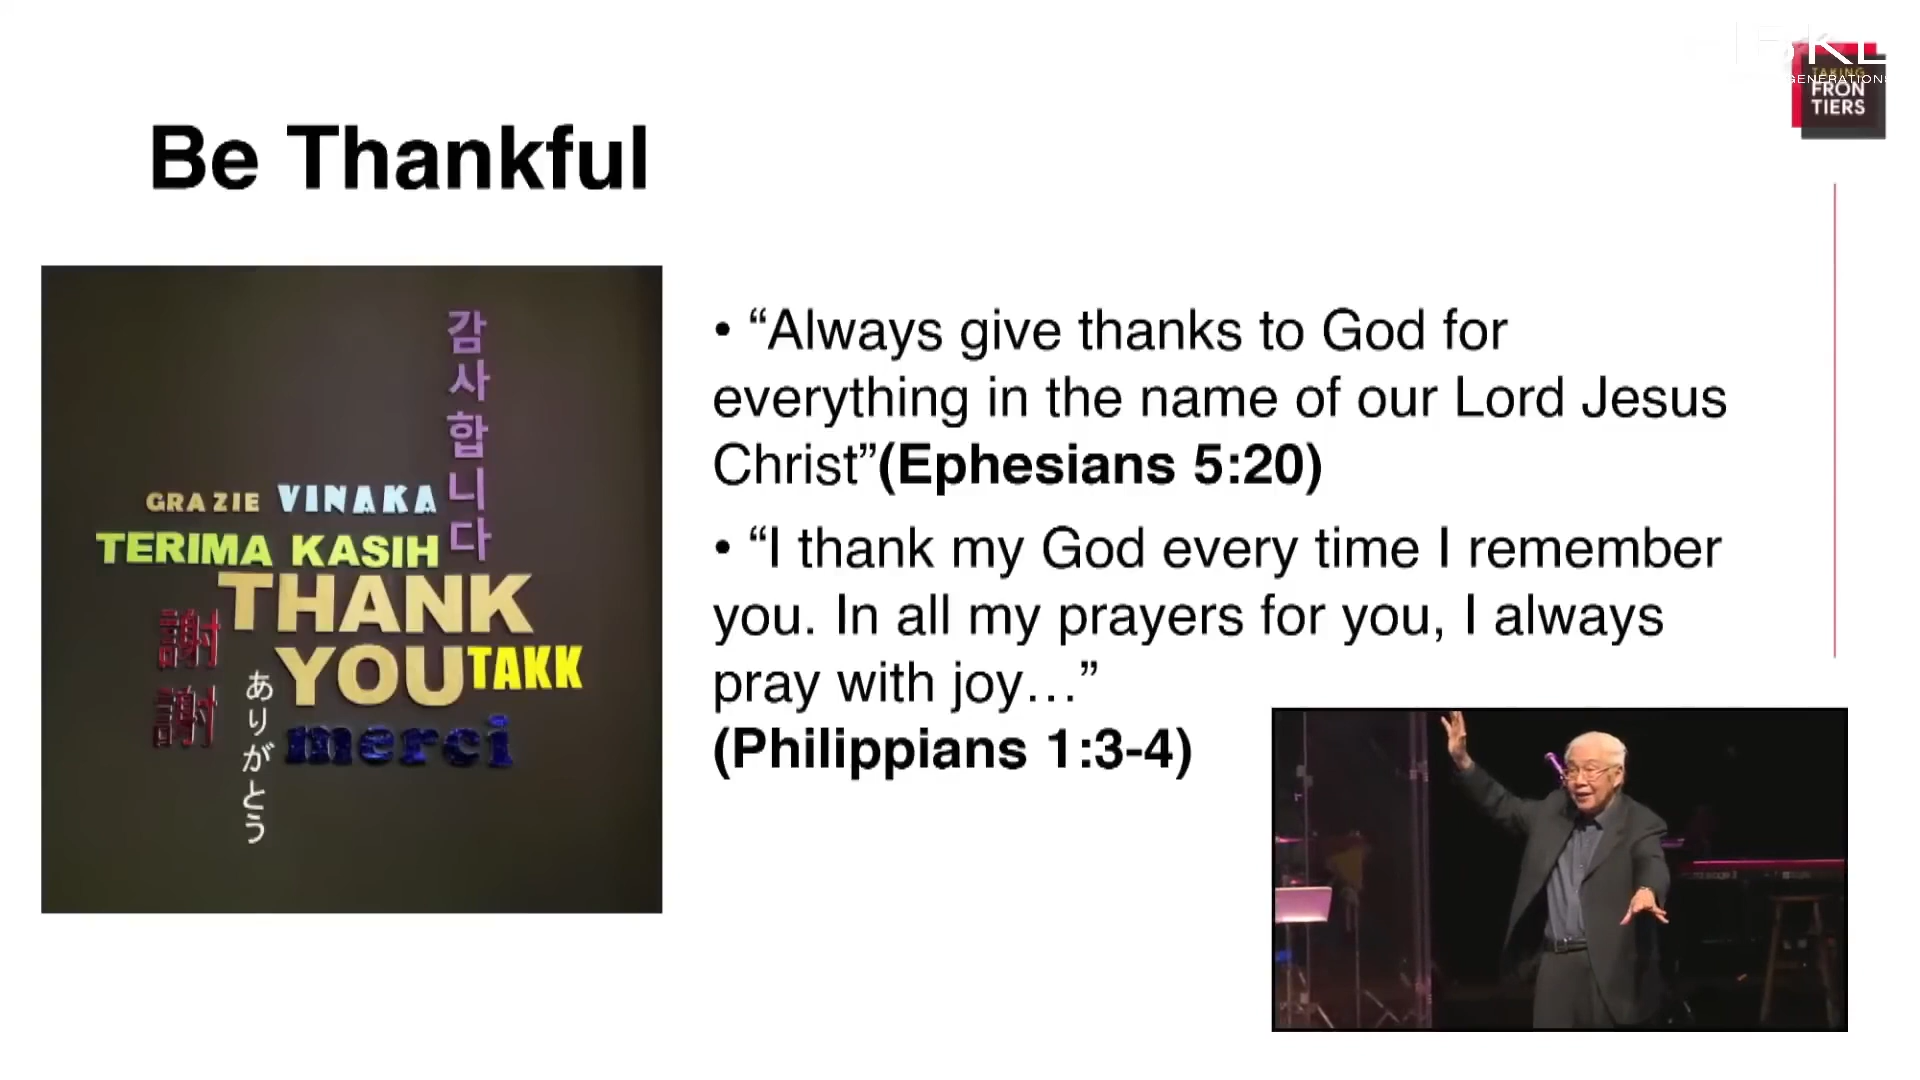 TAKING
GENERATIONS
FRON
TIERS
Be Thankful
감사합니다
GRAZIE VINAKA
TERIMA KASIH
THANK
YOU TAKK
謝謝
ありがとう
merci
• “Always give thanks to God for
everything in the name of our Lord Jesus
Christ”(Ephesians 5:20)
• “I thank my God every time I remember
you. In all my prayers for you, I always
pray with joy…”
(Philippians 1:3-4)